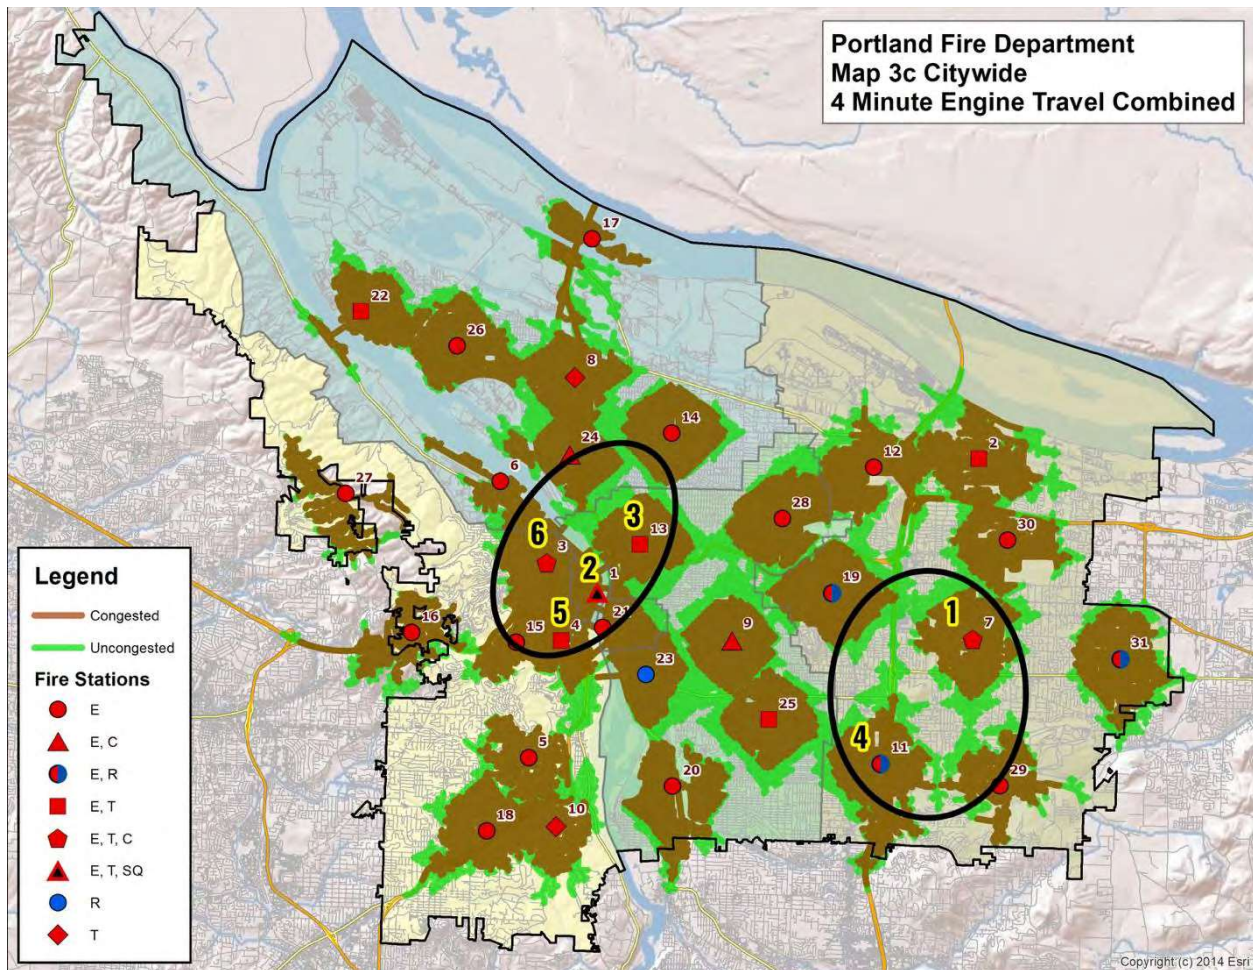 Portland Fire Department
Map 3c Citywide
4 Minute Engine Travel Combined
17
22
26
8
14
24
12
2
6
27
28
3
13
30
6
3
2
1
19
1
5
16
21
7
15
4
9
31
23
25
4
11
5
20
29
18
10
Legend
Congested
Uncongested
Fire Stations
E
E, C
E, R
E, T
E, T, C
E, T, SQ
R
T
Copyright (c) 2014 Esri